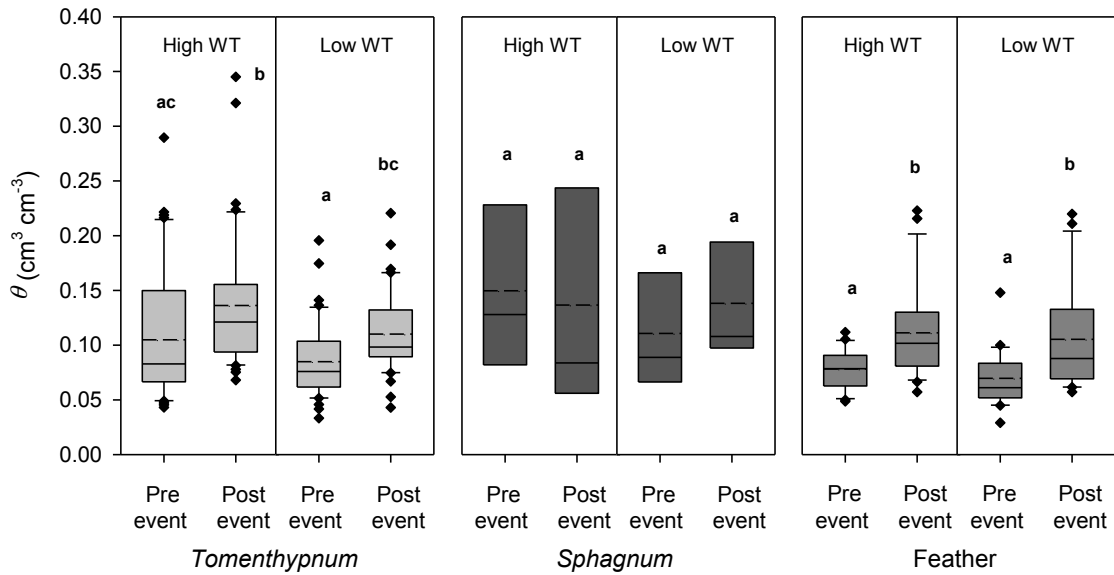 0.40
0.35
0.30
0.25
0.20
0.15
0.10
0.05
0.00
θ (cm³ cm⁻³)
High WT
Low WT
High WT
Low WT
High WT
Low WT
ac
b
a
bc
a
a
a
a
a
b
a
b
Pre event
Post event
Pre event
Post event
Pre event
Post event
Pre event
Post event
Pre event
Post event
Pre event
Post event
Tomenthypnum
Sphagnum
Feather